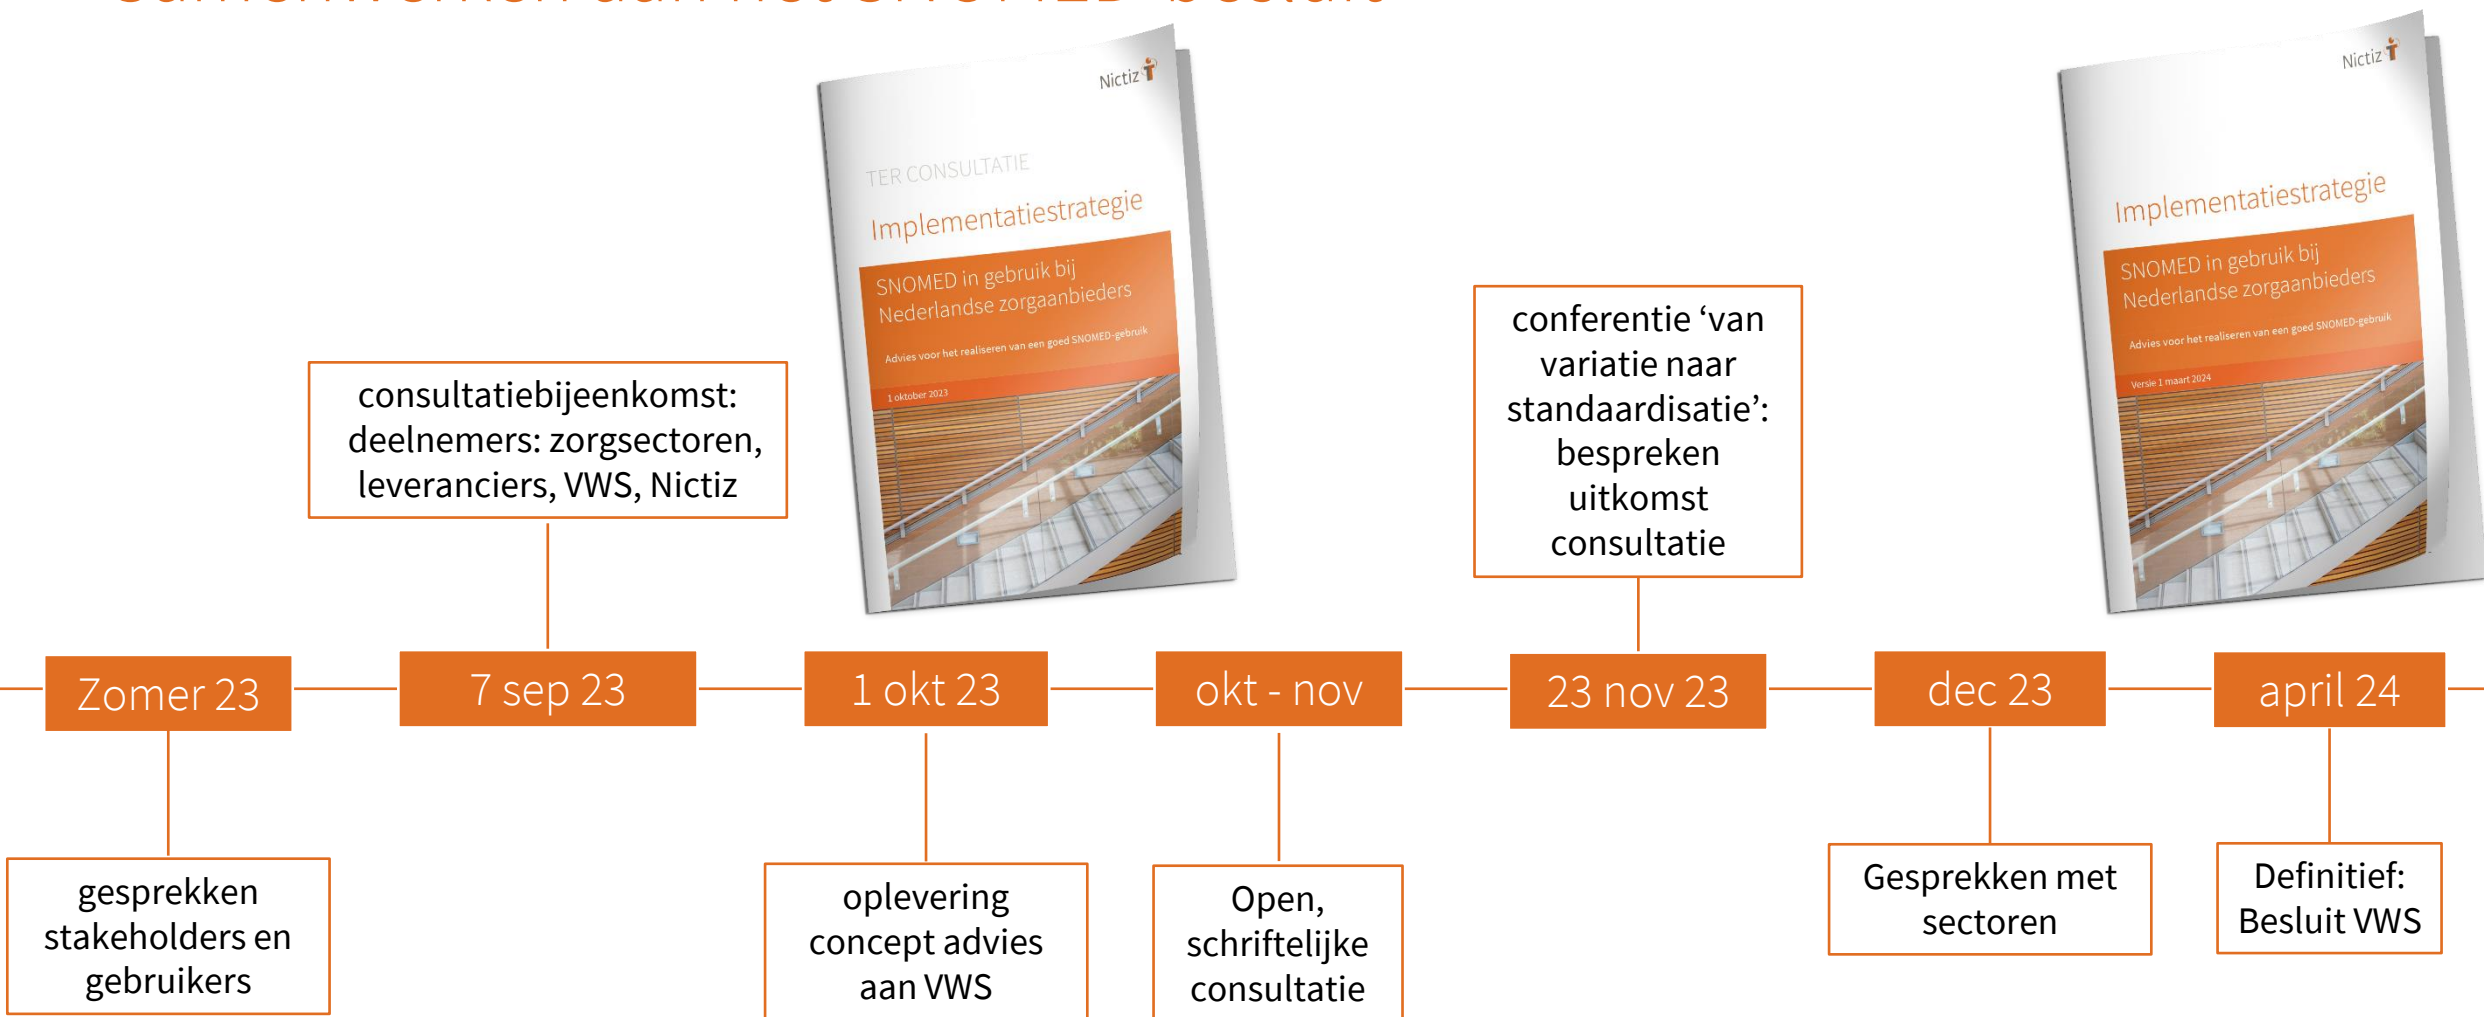 Nictiz
TER CONSULTATIE
Implementatiestrategie
SNOMED in gebruik bij
Nederlandse zorgaanbieders
Advies voor het realiseren van een goed SNOMED-gebruik
1 oktober 2023
Nictiz
Implementatiestrategie
SNOMED in gebruik bij
Nederlandse zorgaanbieders
Advies voor het realiseren van een goed SNOMED-gebruik
Versie 1 maart 2024
consultatiebijeenkomst:
deelnemers: zorgsectoren,
leveranciers, VWS, Nictiz
conferentie ‘van
variatie naar
standaardisatie’:
bespreken
uitkomst
consultatie
Zomer 23
7 sep 23
1 okt 23
okt - nov
23 nov 23
dec 23
april 24
gesprekken
stakeholders en
gebruikers
oplevering
concept advies
aan VWS
Open,
schriftelijke
consultatie
Gesprekken met
sectoren
Definitief:
Besluit VWS